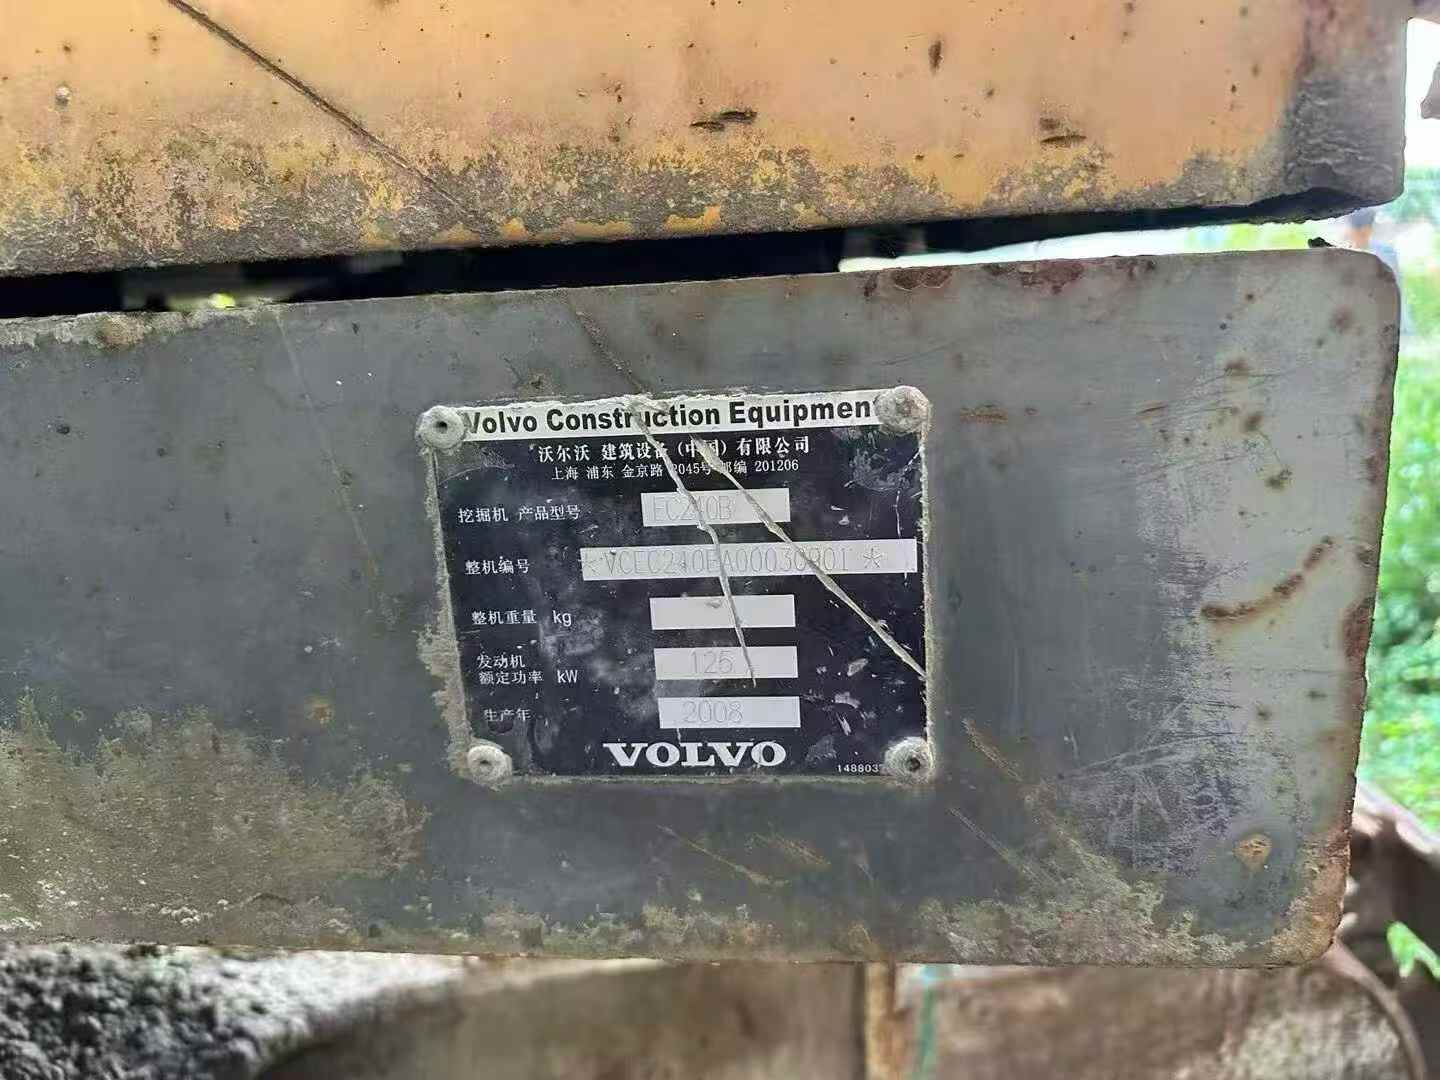 Volvo Construction Equipment
沃尔沃 建筑设备 (中国) 有限公司
上海 浦东 金京路 2045号 邮编 201206
挖掘机 产品型号 EC240B
整机编号
整机重量 kg
发动机
额定功率 kW 125
生产年 2008
VOLVO